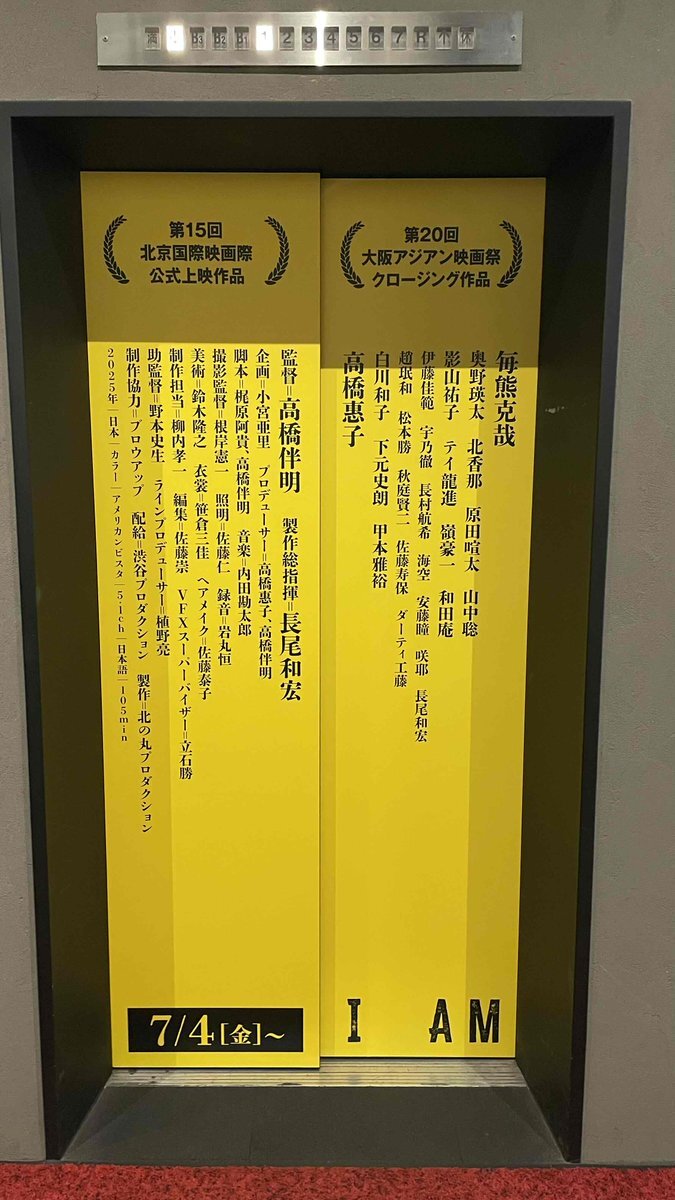 満 B3 B2 B1 1 2 3 4 5 6 7 R 不 休
第15回
北京国際映画際
公式上映作品
第20回
大阪アジアン映画祭
クロージング作品
毎熊克哉
奥野瑛太 北香那 原田喧太 山中聡
影山祐子 テイ龍進 嶺豪一 和田庵
伊藤佳範 宇乃徹 長村航希 海空 安藤瞳 咲耶 長尾和宏
趙珉和 松本勝 秋庭賢二 佐藤寿保 ダーティ工藤
白川和子 下元史朗 甲本雅裕
高橋惠子
監督=高橋伴明 製作総指揮=長尾和宏
企画=小宮亜里 プロデューサー=高橋惠子、高橋伴明
脚本=梶原阿貴、高橋伴明 音楽=内田勘太郎
撮影監督=根岸憲一 照明=佐藤仁 録音=岩丸恒
美術=鈴木隆之 衣裳=笹倉三佳 ヘアメイク=佐藤泰子
制作担当=柳内孝一 編集=佐藤崇 VFXスーパーバイザー=立石勝
助監督=野本史生 ラインプロデューサー=植野亮
制作協力=ブロウアップ 配給=渋谷プロダクション 製作=北の丸プロダクション
2025年|日本|カラー|アメリカンビスタ|5.1ch|日本語|105min
7/4[金]~
I AM